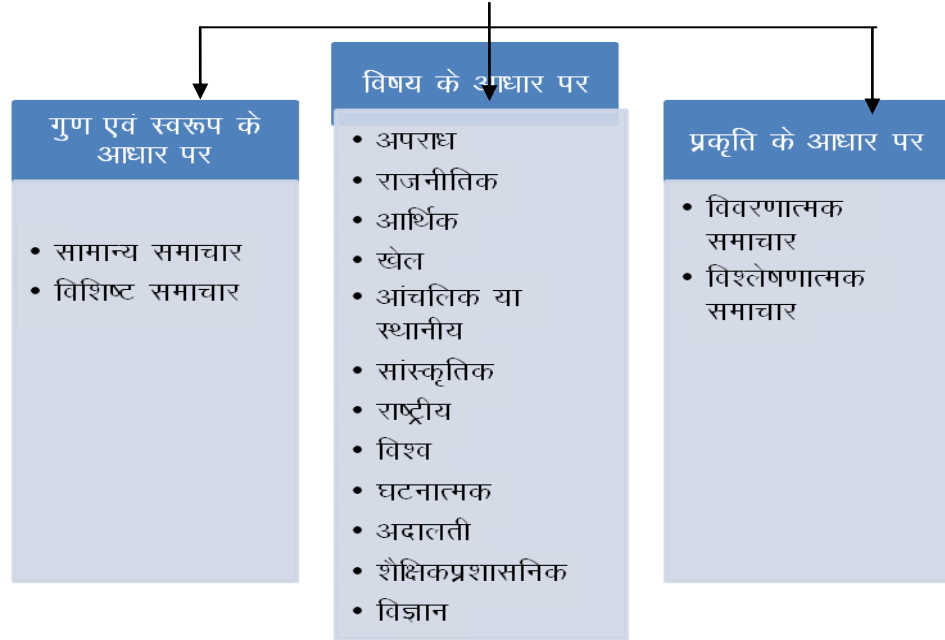 गुण एवं स्वरूप के
आधार पर
• सामान्य समाचार
• विशिष्ट समाचार
विषय के आधार पर
• अपराध
• राजनीतिक
• आर्थिक
• खेल
• आंचलिक या
स्थानीय
• सांस्कृतिक
• राष्ट्रीय
• विश्व
• घटनात्मक
• अदालती
• शैक्षिकप्रशासनिक
• विज्ञान
प्रकृति के आधार पर
• विवरणात्मक
समाचार
• विश्लेषणात्मक
समाचार